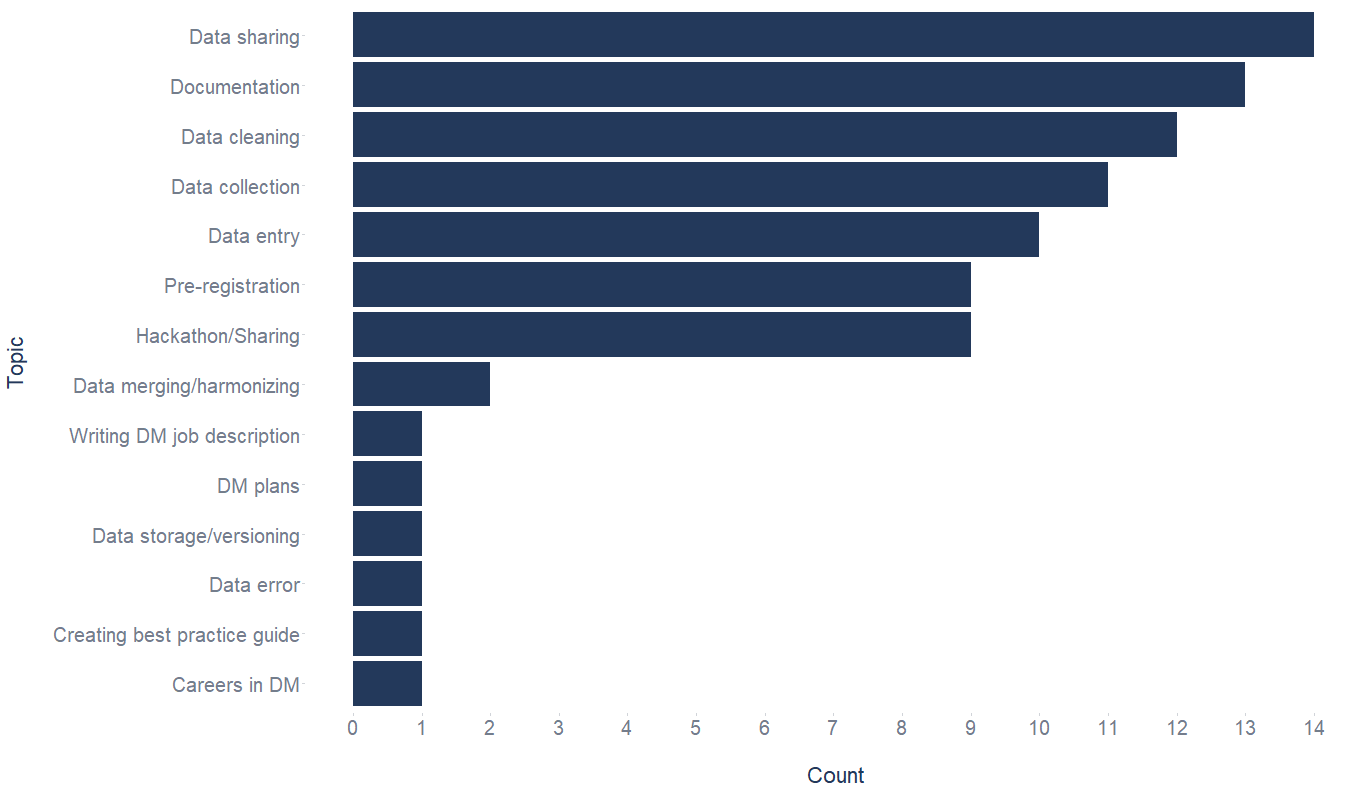 Data sharing
Documentation
Data cleaning
Data collection
Data entry
Pre-registration
Hackathon/Sharing
Data merging/harmonizing
Writing DM job description
DM plans
Data storage/versioning
Data error
Creating best practice guide
Careers in DM
Topic
0 1 2 3 4 5 6 7 8 9 10 11 12 13 14
Count